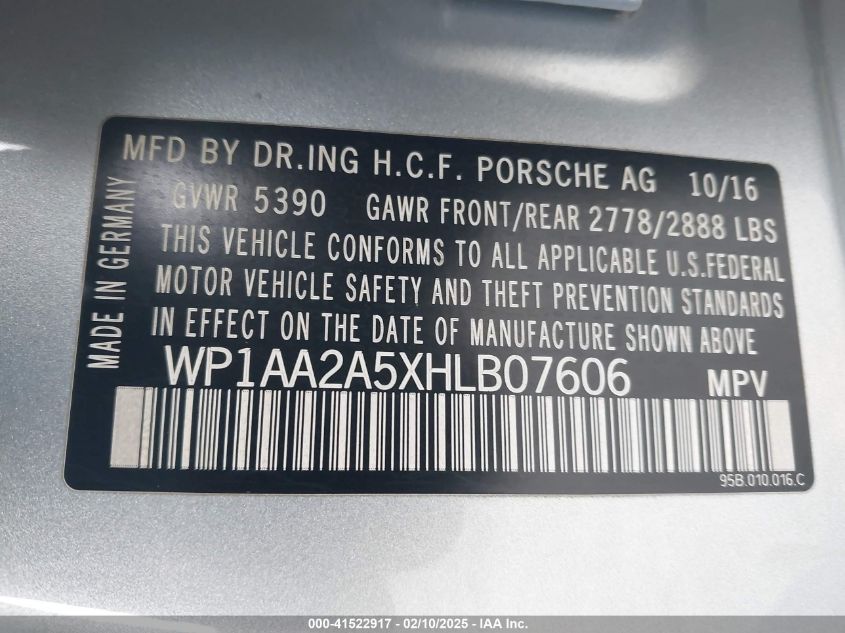 MFD BY DR.ING H.C.F. PORSCHE AG 10/16
GVWR 5390 GAWR FRONT/REAR 2778/2888 LBS
THIS VEHICLE CONFORMS TO ALL APPLICABLE U.S.FEDERAL
MOTOR VEHICLE SAFETY AND THEFT PREVENTION STANDARDS
IN EFFECT ON THE DATE OF MANUFACTURE SHOWN ABOVE
MADE IN GERMANY
WP1AA2A5XHLB07606 MPV
95B.010.016.C
000-41522917 - 02/10/2025 - IAA Inc.